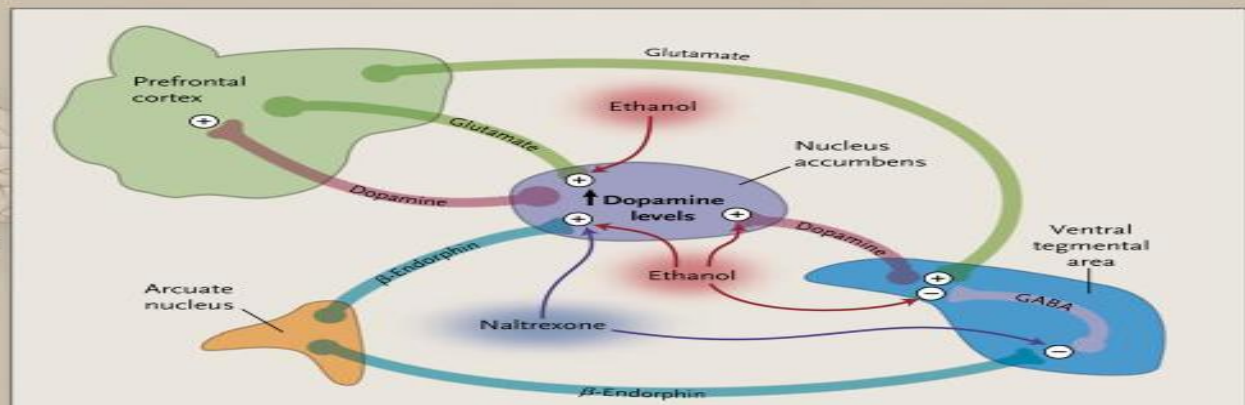 Glutamate
Prefrontal
cortex
Ethanol
+
Glutamate
Nucleus
accumbens
+
Dopamine
↑ Dopamine
levels
+
+
Dopamine
Ventral
tegmental
area
β-Endorphin
Ethanol
+
−
GABA
Arcuate
nucleus
Naltrexone
−
β-Endorphin